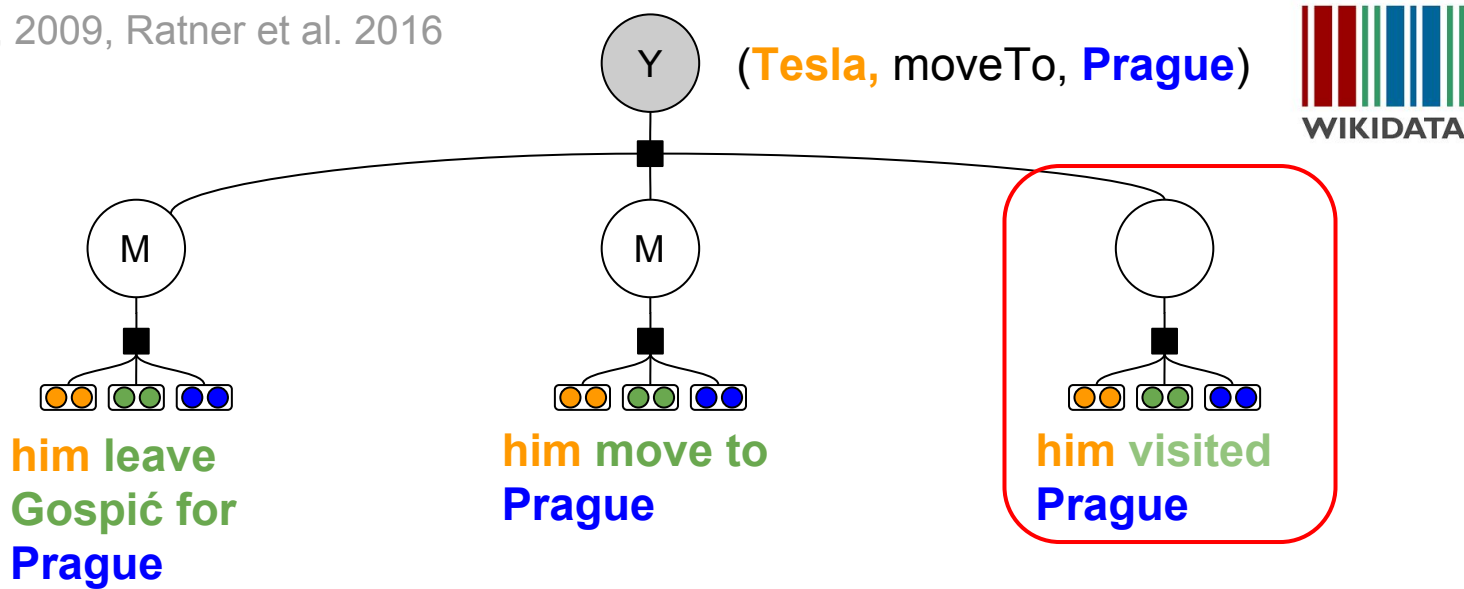 2009, Ratner et al. 2016
Y
(Tesla, moveTo, Prague)
WIKIDATA
M
M
him leave
Gospić for
Prague
him move to
Prague
him visited
Prague